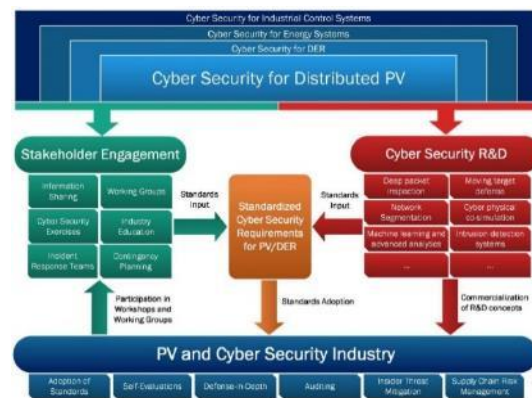 Cyber Security for Industrial Control Systems
Cyber Security for Energy Systems
Cyber Security for DER
Cyber Security for Distributed PV
Stakeholder Engagement
Information
Sharing
Working Groups
Cyber Security
Exercises
Industry
Education
Incident
Response Teams
Contingency
Planning
Standards
Input
Standardized
Cyber Security
Requirements
for PV/DER
Standards
Input
Cyber Security R&D
Deep packet
inspection
Moving target
defense
Network
Segmentation
Cyber physical
co-simulation
Machine learning and
advanced analytics
Intrusion detection
systems
...
...
Participation in
Workshops and
Working Groups
Standards Adoption
Commercialization
of R&D concepts
PV and Cyber Security Industry
Adoption of
Standards
Self-Evaluations
Defense-in-Depth
Auditing
Insider Threat
Mitigation
Supply Chain Risk
Management